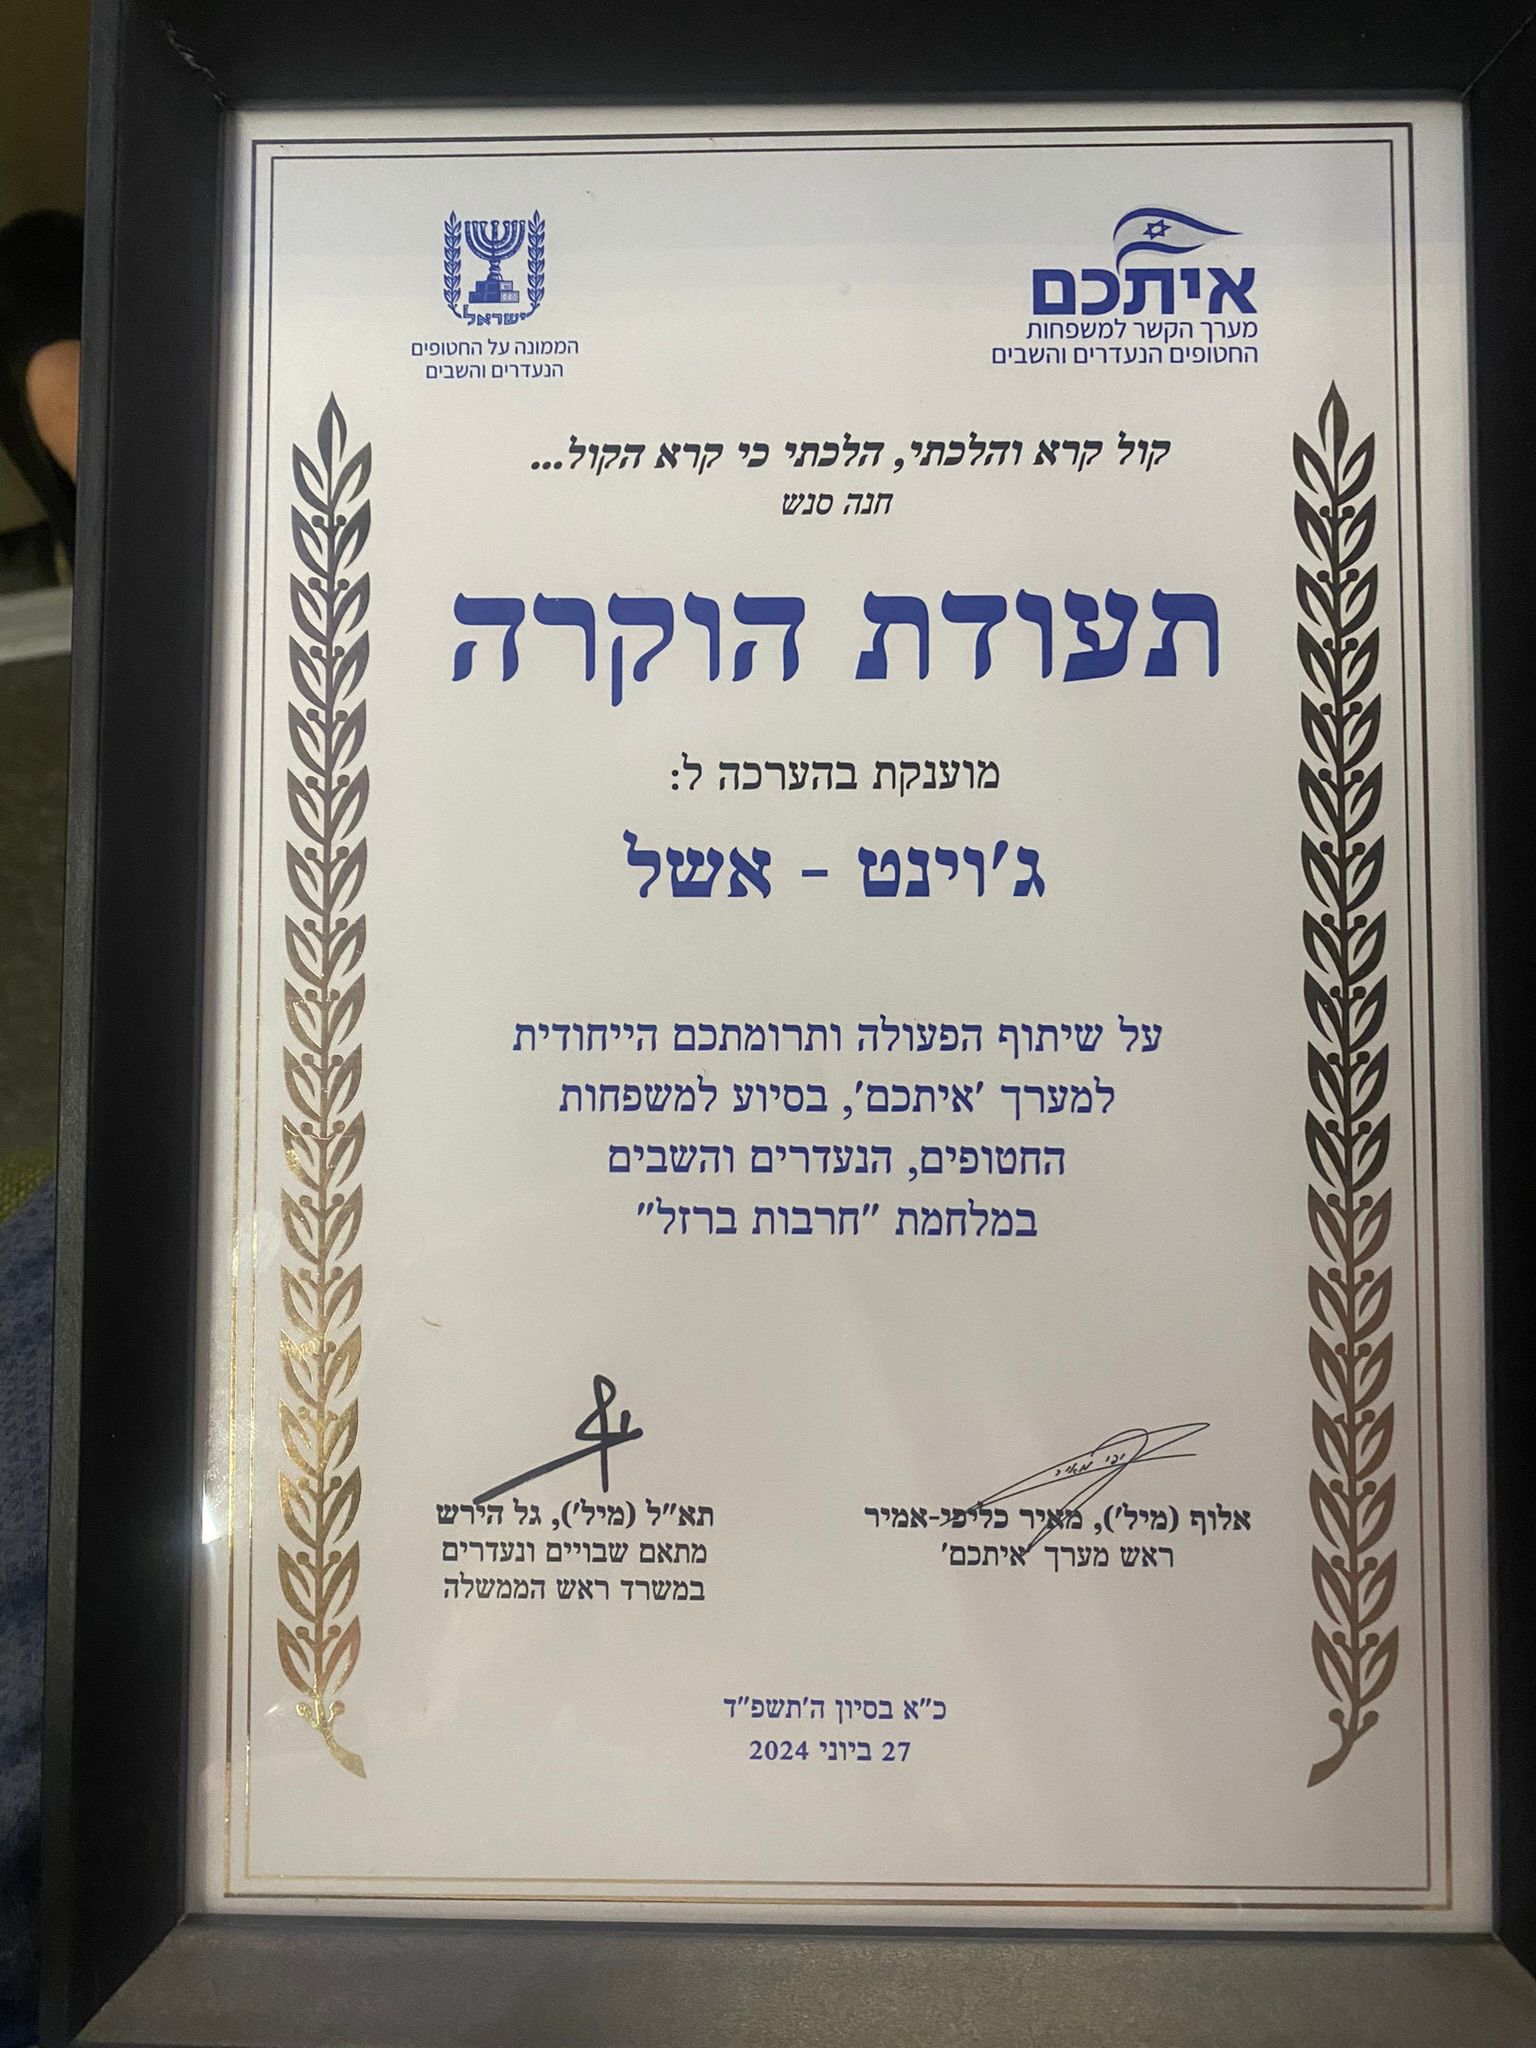 איתכם
מערך הקשר למשפחות
החטופים הנעדרים והשבים
ישראל
הממונה על החטופים
הנעדרים והשבים
קול קרא והלכתי, הלכתי כי קרא הקול...
חנה סנש
תעודת הוקרה
מוענקת בהערכה ל:
ג'וינט - אשל
על שיתוף הפעולה ותרומתכם הייחודית
למערך 'איתכם', בסיוע למשפחות
החטופים, הנעדרים והשבים
במלחמת "חרבות ברזל"
אלוף (מיל'), מאיר כליפי-אמיר
ראש מערך 'איתכם'
תא"ל (מיל'), גל הירש
מתאם שבויים ונעדרים
במשרד ראש הממשלה
כ"א בסיון ה'תשפ"ד
27 ביוני 2024